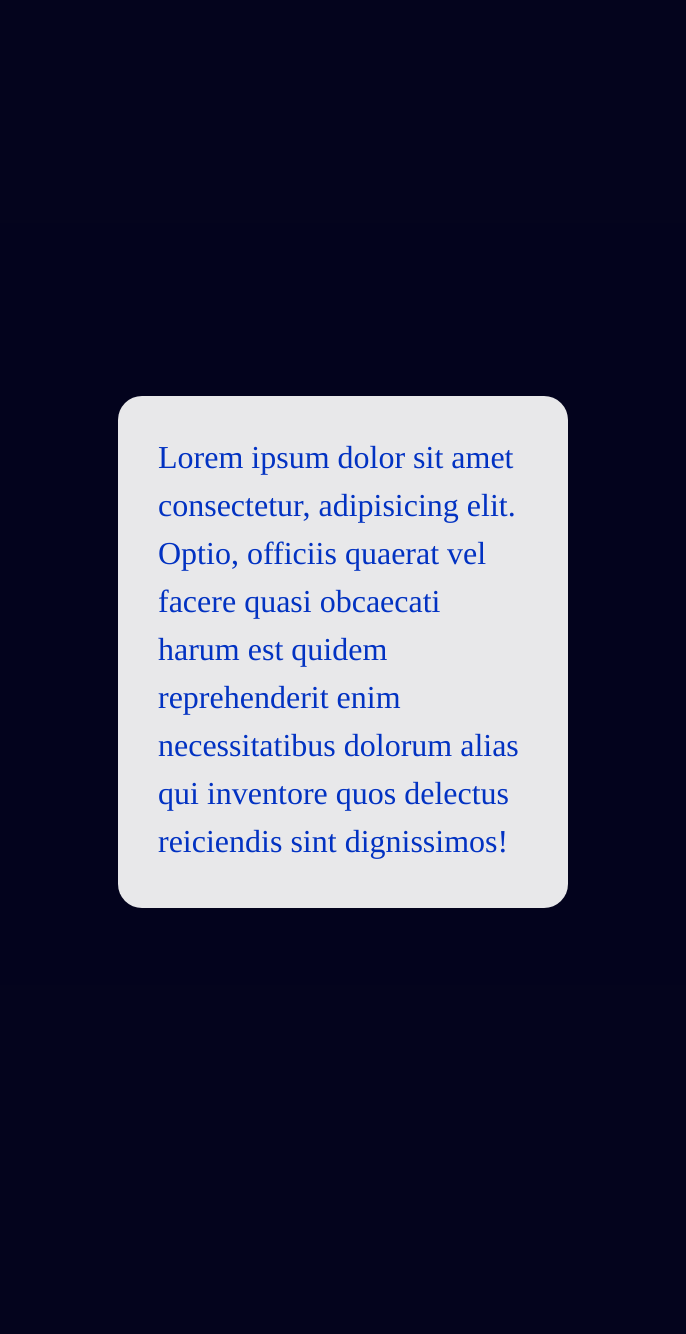 Lorem ipsum dolor sit amet
consectetur, adipisicing elit.
Optio, officiis quaerat vel
facere quasi obcaecati
harum est quidem
reprehenderit enim
necessitatibus dolorum alias
qui inventore quos delectus
reiciendis sint dignissimos!